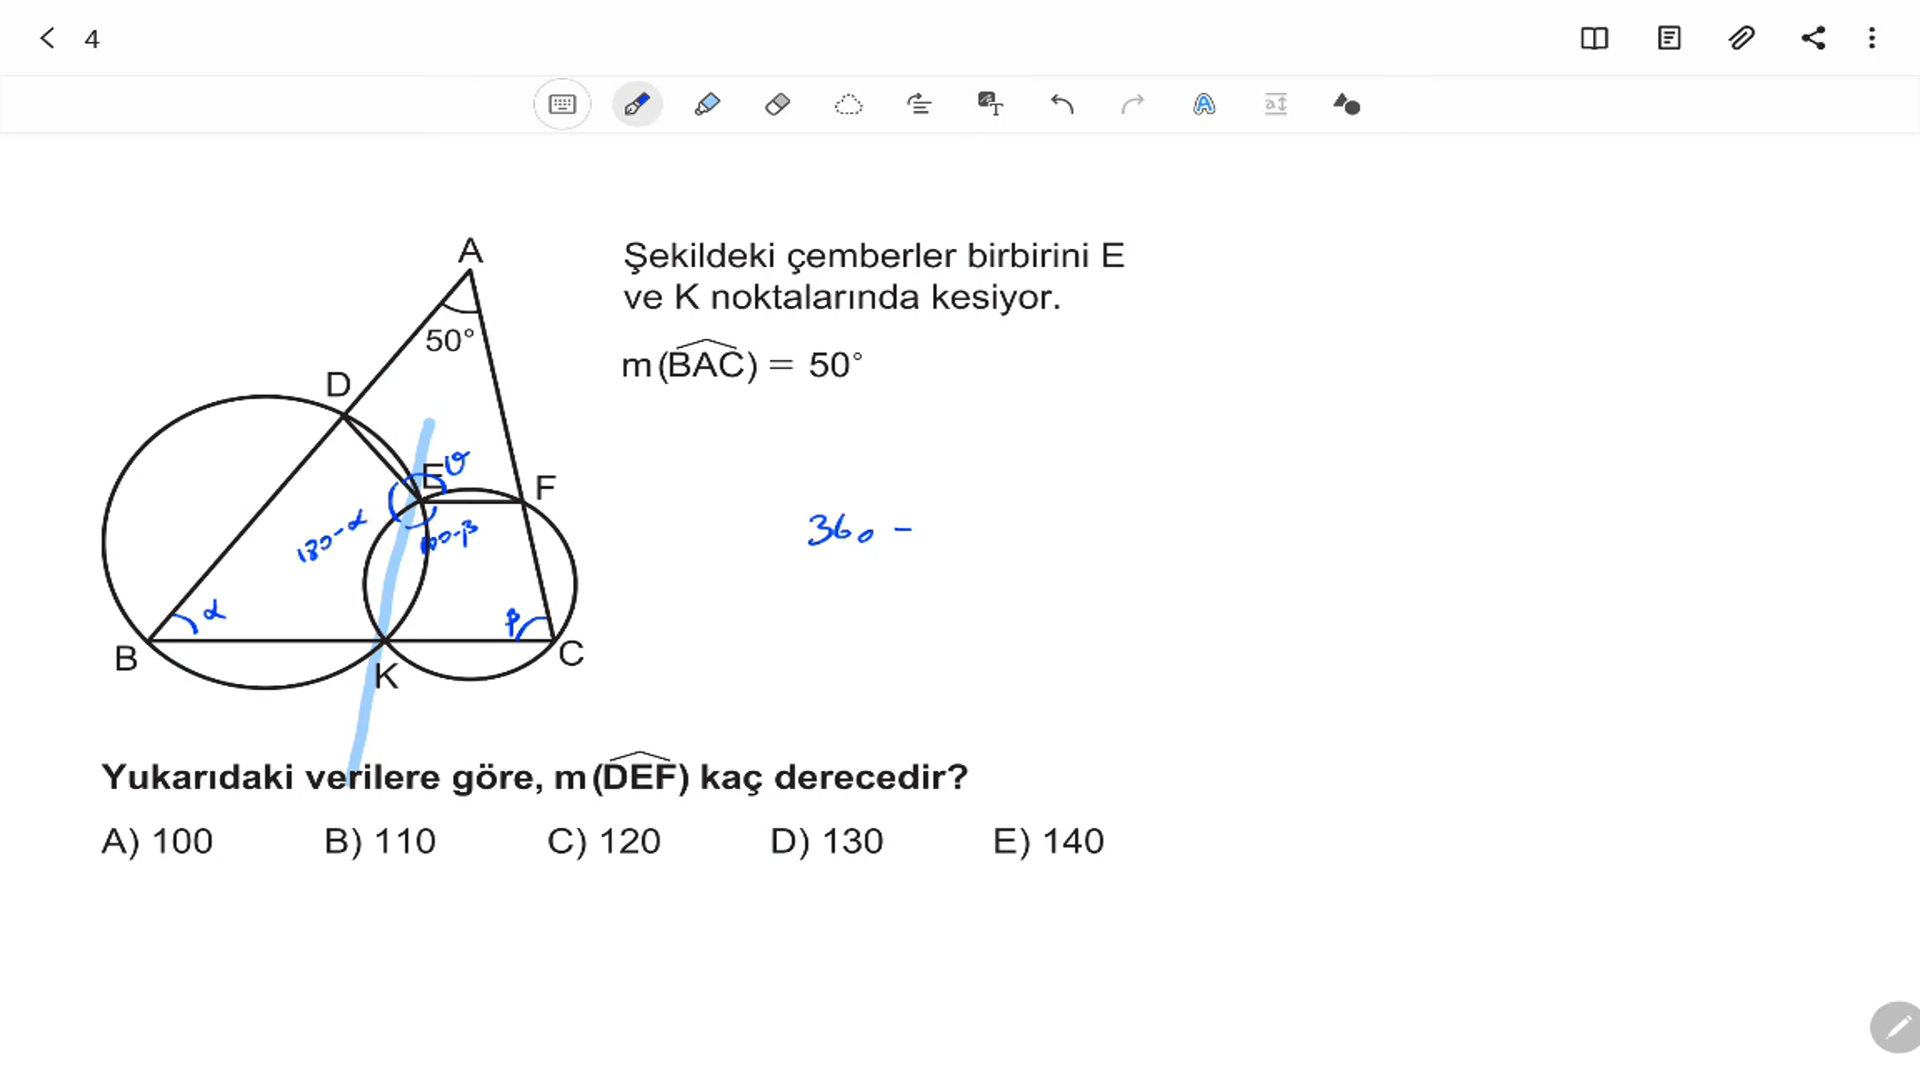 4
A
Şekildeki çemberler birbirini E
ve K noktalarında kesiyor.
50°
m(BAC) = 50°
D
E
θ
F
180-α
180-β
360 -
α
β
B
K
C
Yukarıdaki verilere göre, m(DEF) kaç derecedir?
A) 100 B) 110 C) 120 D) 130 E) 140